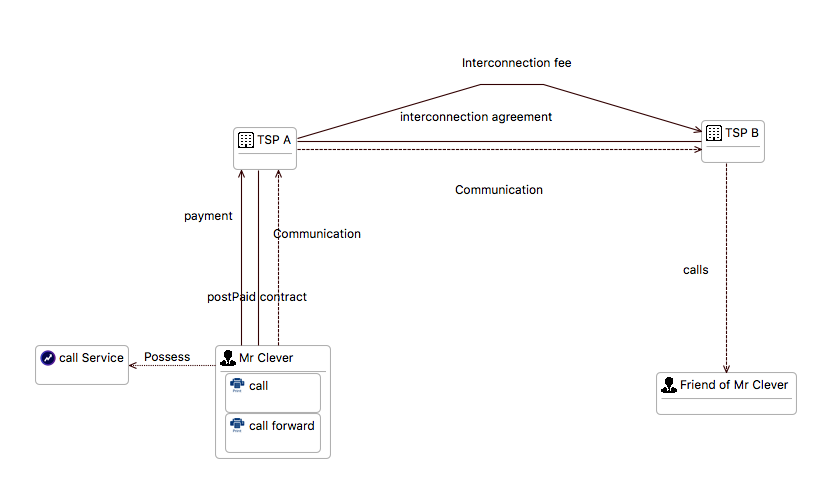 Interconnection fee
interconnection agreement
TSP A
TSP B
Communication
payment
Communication
calls
postPaid contract
call Service
Possess
Mr Clever
call
call forward
Friend of Mr Clever